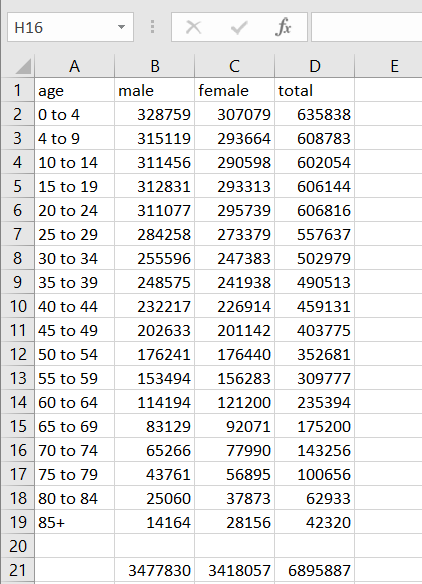 H16 fx
A B C D E
1 age male female total
2 0 to 4 328759 307079 635838
3 4 to 9 315119 293664 608783
4 10 to 14 311456 290598 602054
5 15 to 19 312831 293313 606144
6 20 to 24 311077 295739 606816
7 25 to 29 284258 273379 557637
8 30 to 34 255596 247383 502979
9 35 to 39 248575 241938 490513
10 40 to 44 232217 226914 459131
11 45 to 49 202633 201142 403775
12 50 to 54 176241 176440 352681
13 55 to 59 153494 156283 309777
14 60 to 64 114194 121200 235394
15 65 to 69 83129 92071 175200
16 70 to 74 65266 77990 143256
17 75 to 79 43761 56895 100656
18 80 to 84 25060 37873 62933
19 85+ 14164 28156 42320
20
21 3477830 3418057 6895887